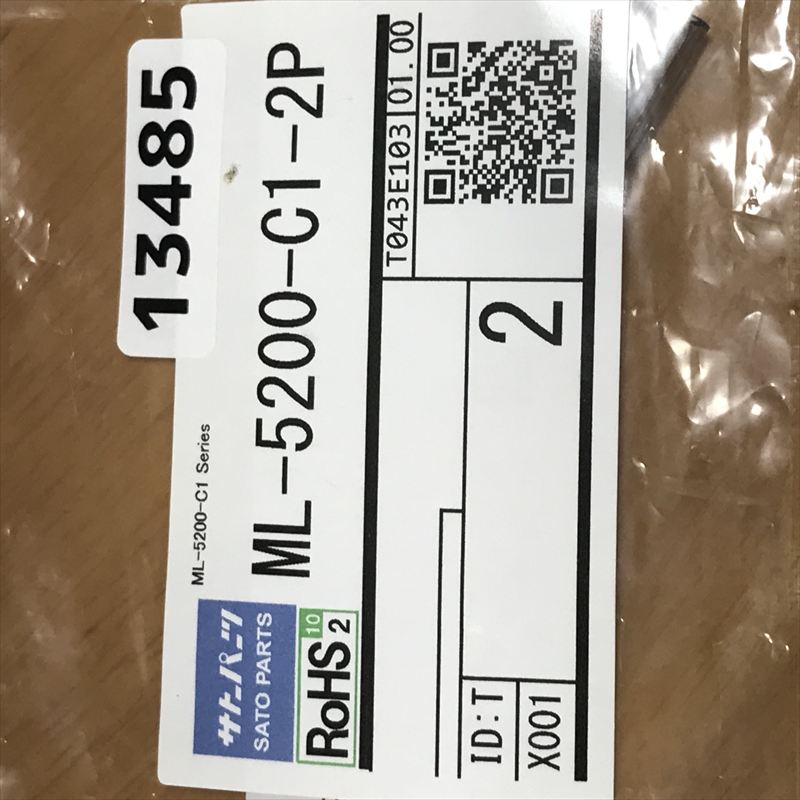 13485
ML-5200-C1 Series
サトーパーツ
SATO PARTS
ML-5200-C1-2P
RoHS 10
2
T043E103 01.00
2
ID:T
X001